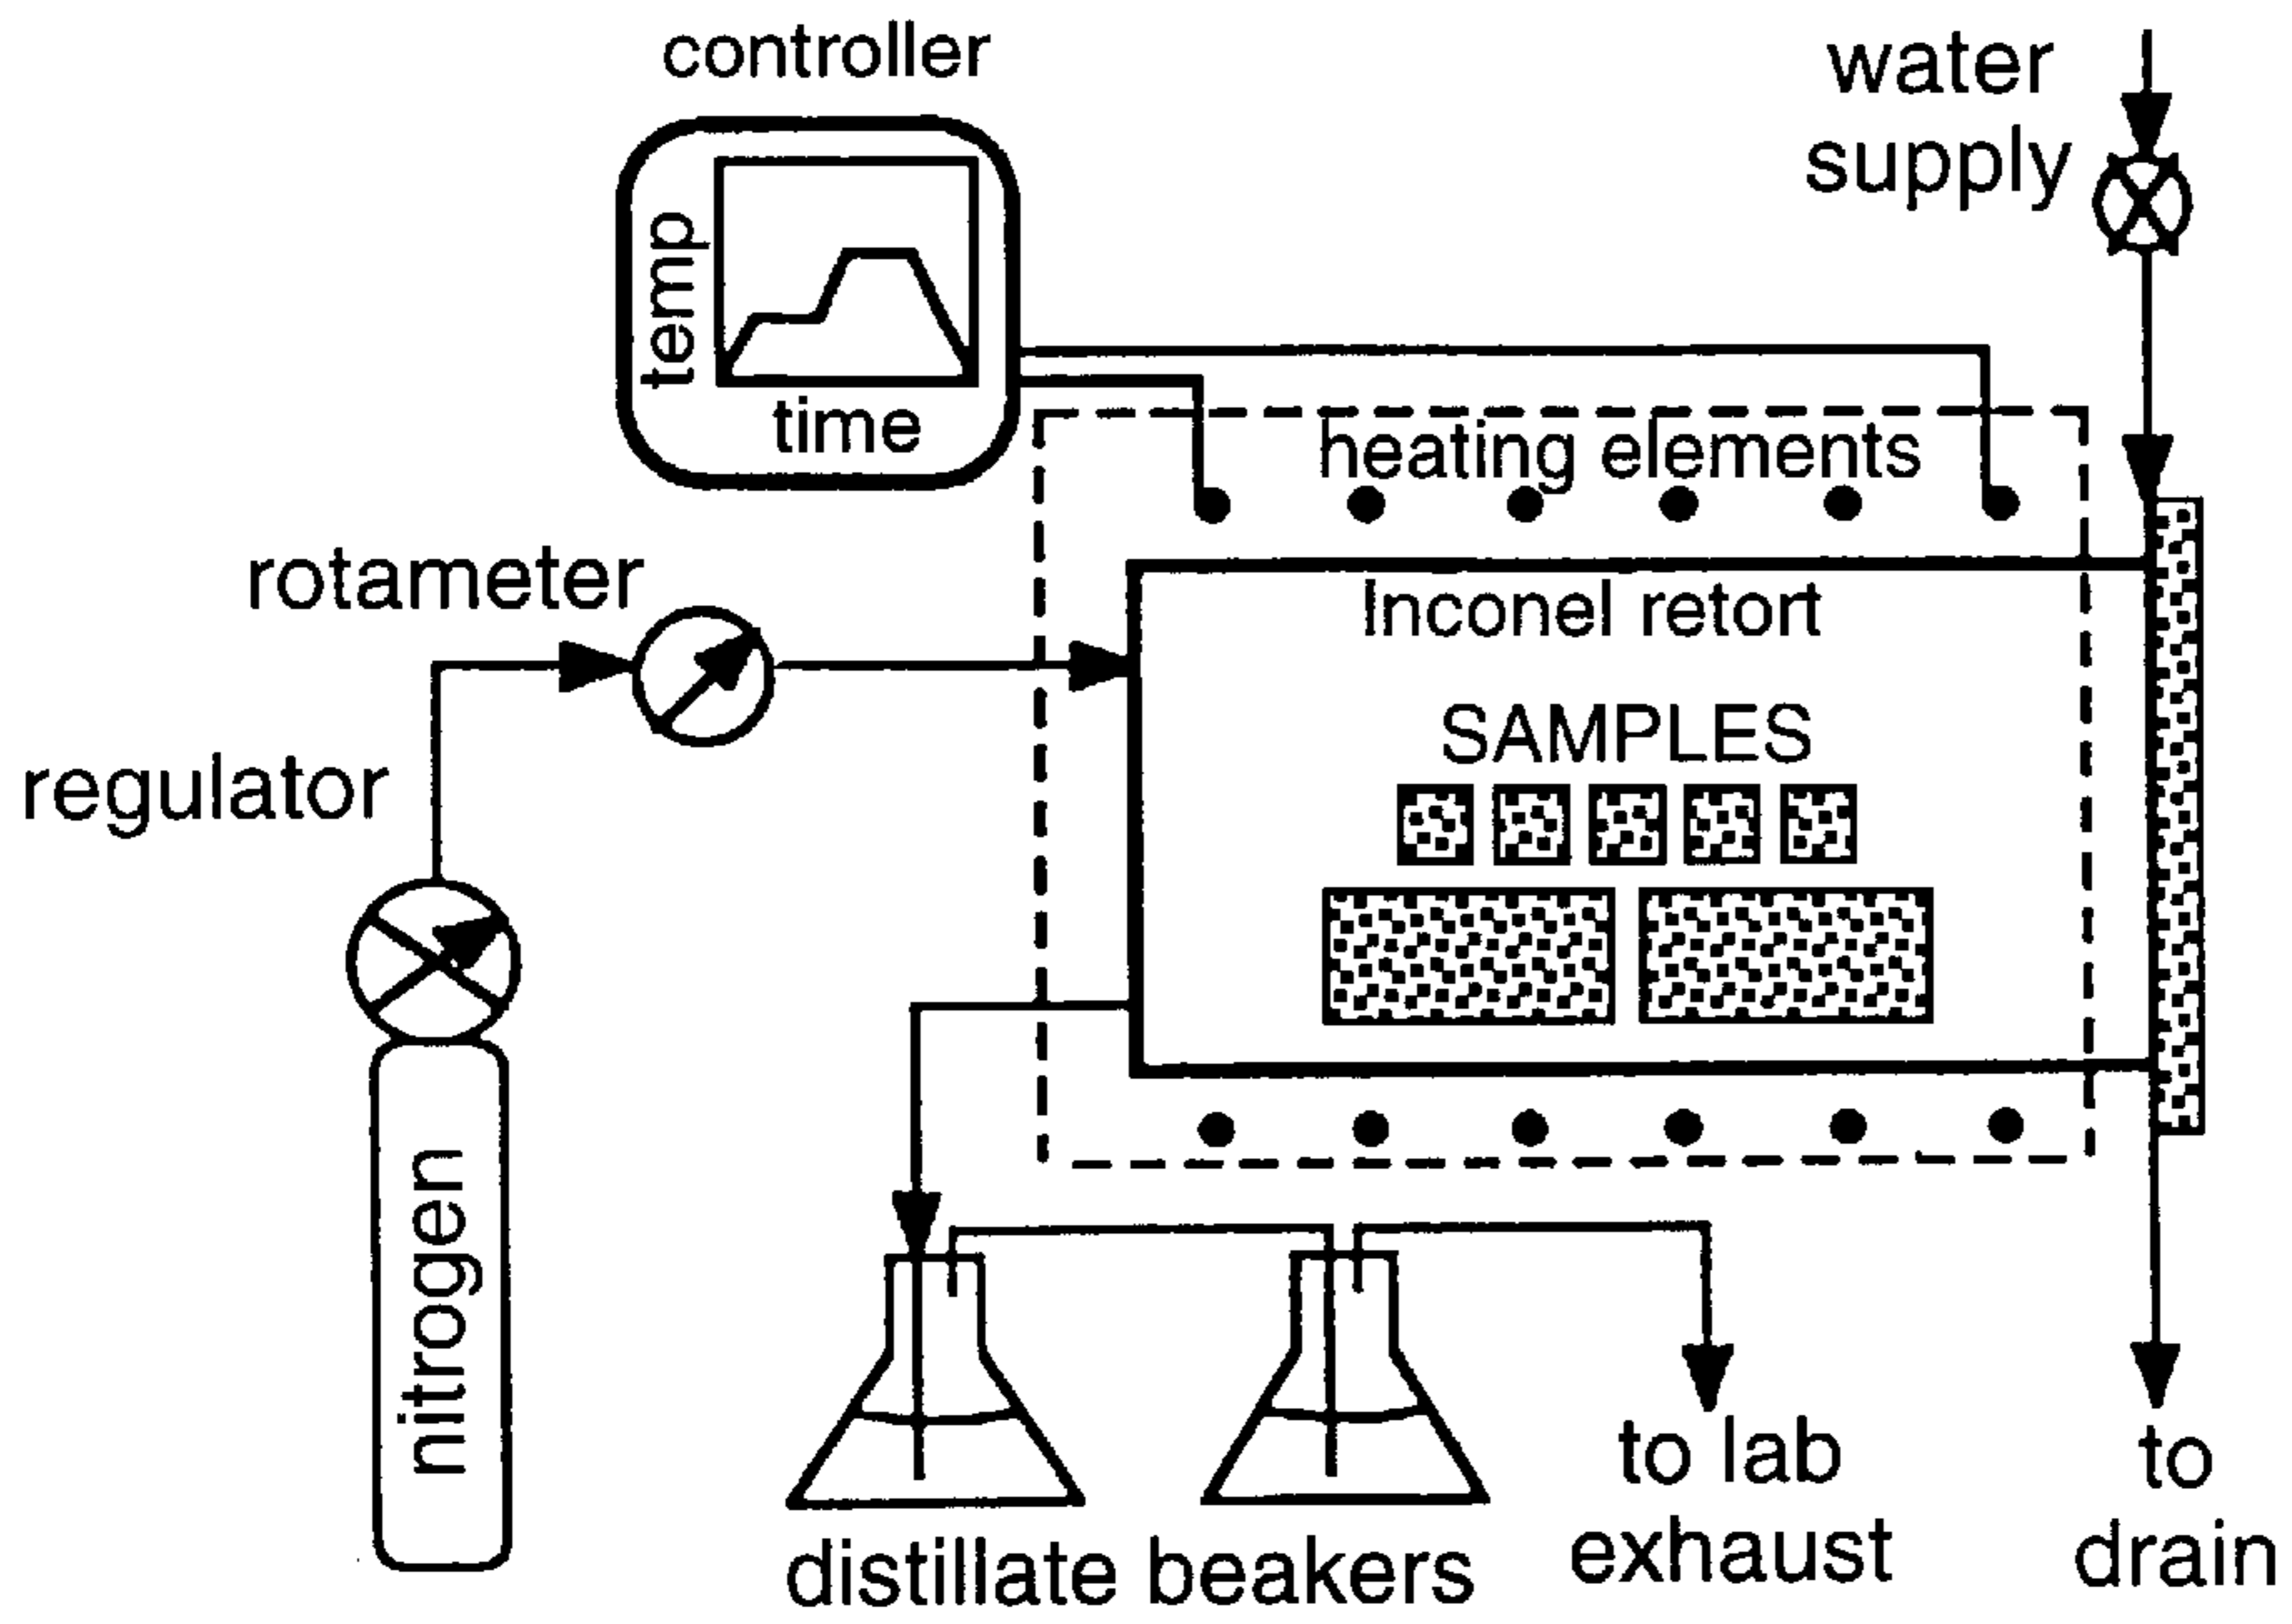 controller
water
supply
temp
time
heating elements
rotameter
Inconel retort
SAMPLES
regulator
nitrogen
to lab
exhaust
to
drain
distillate beakers